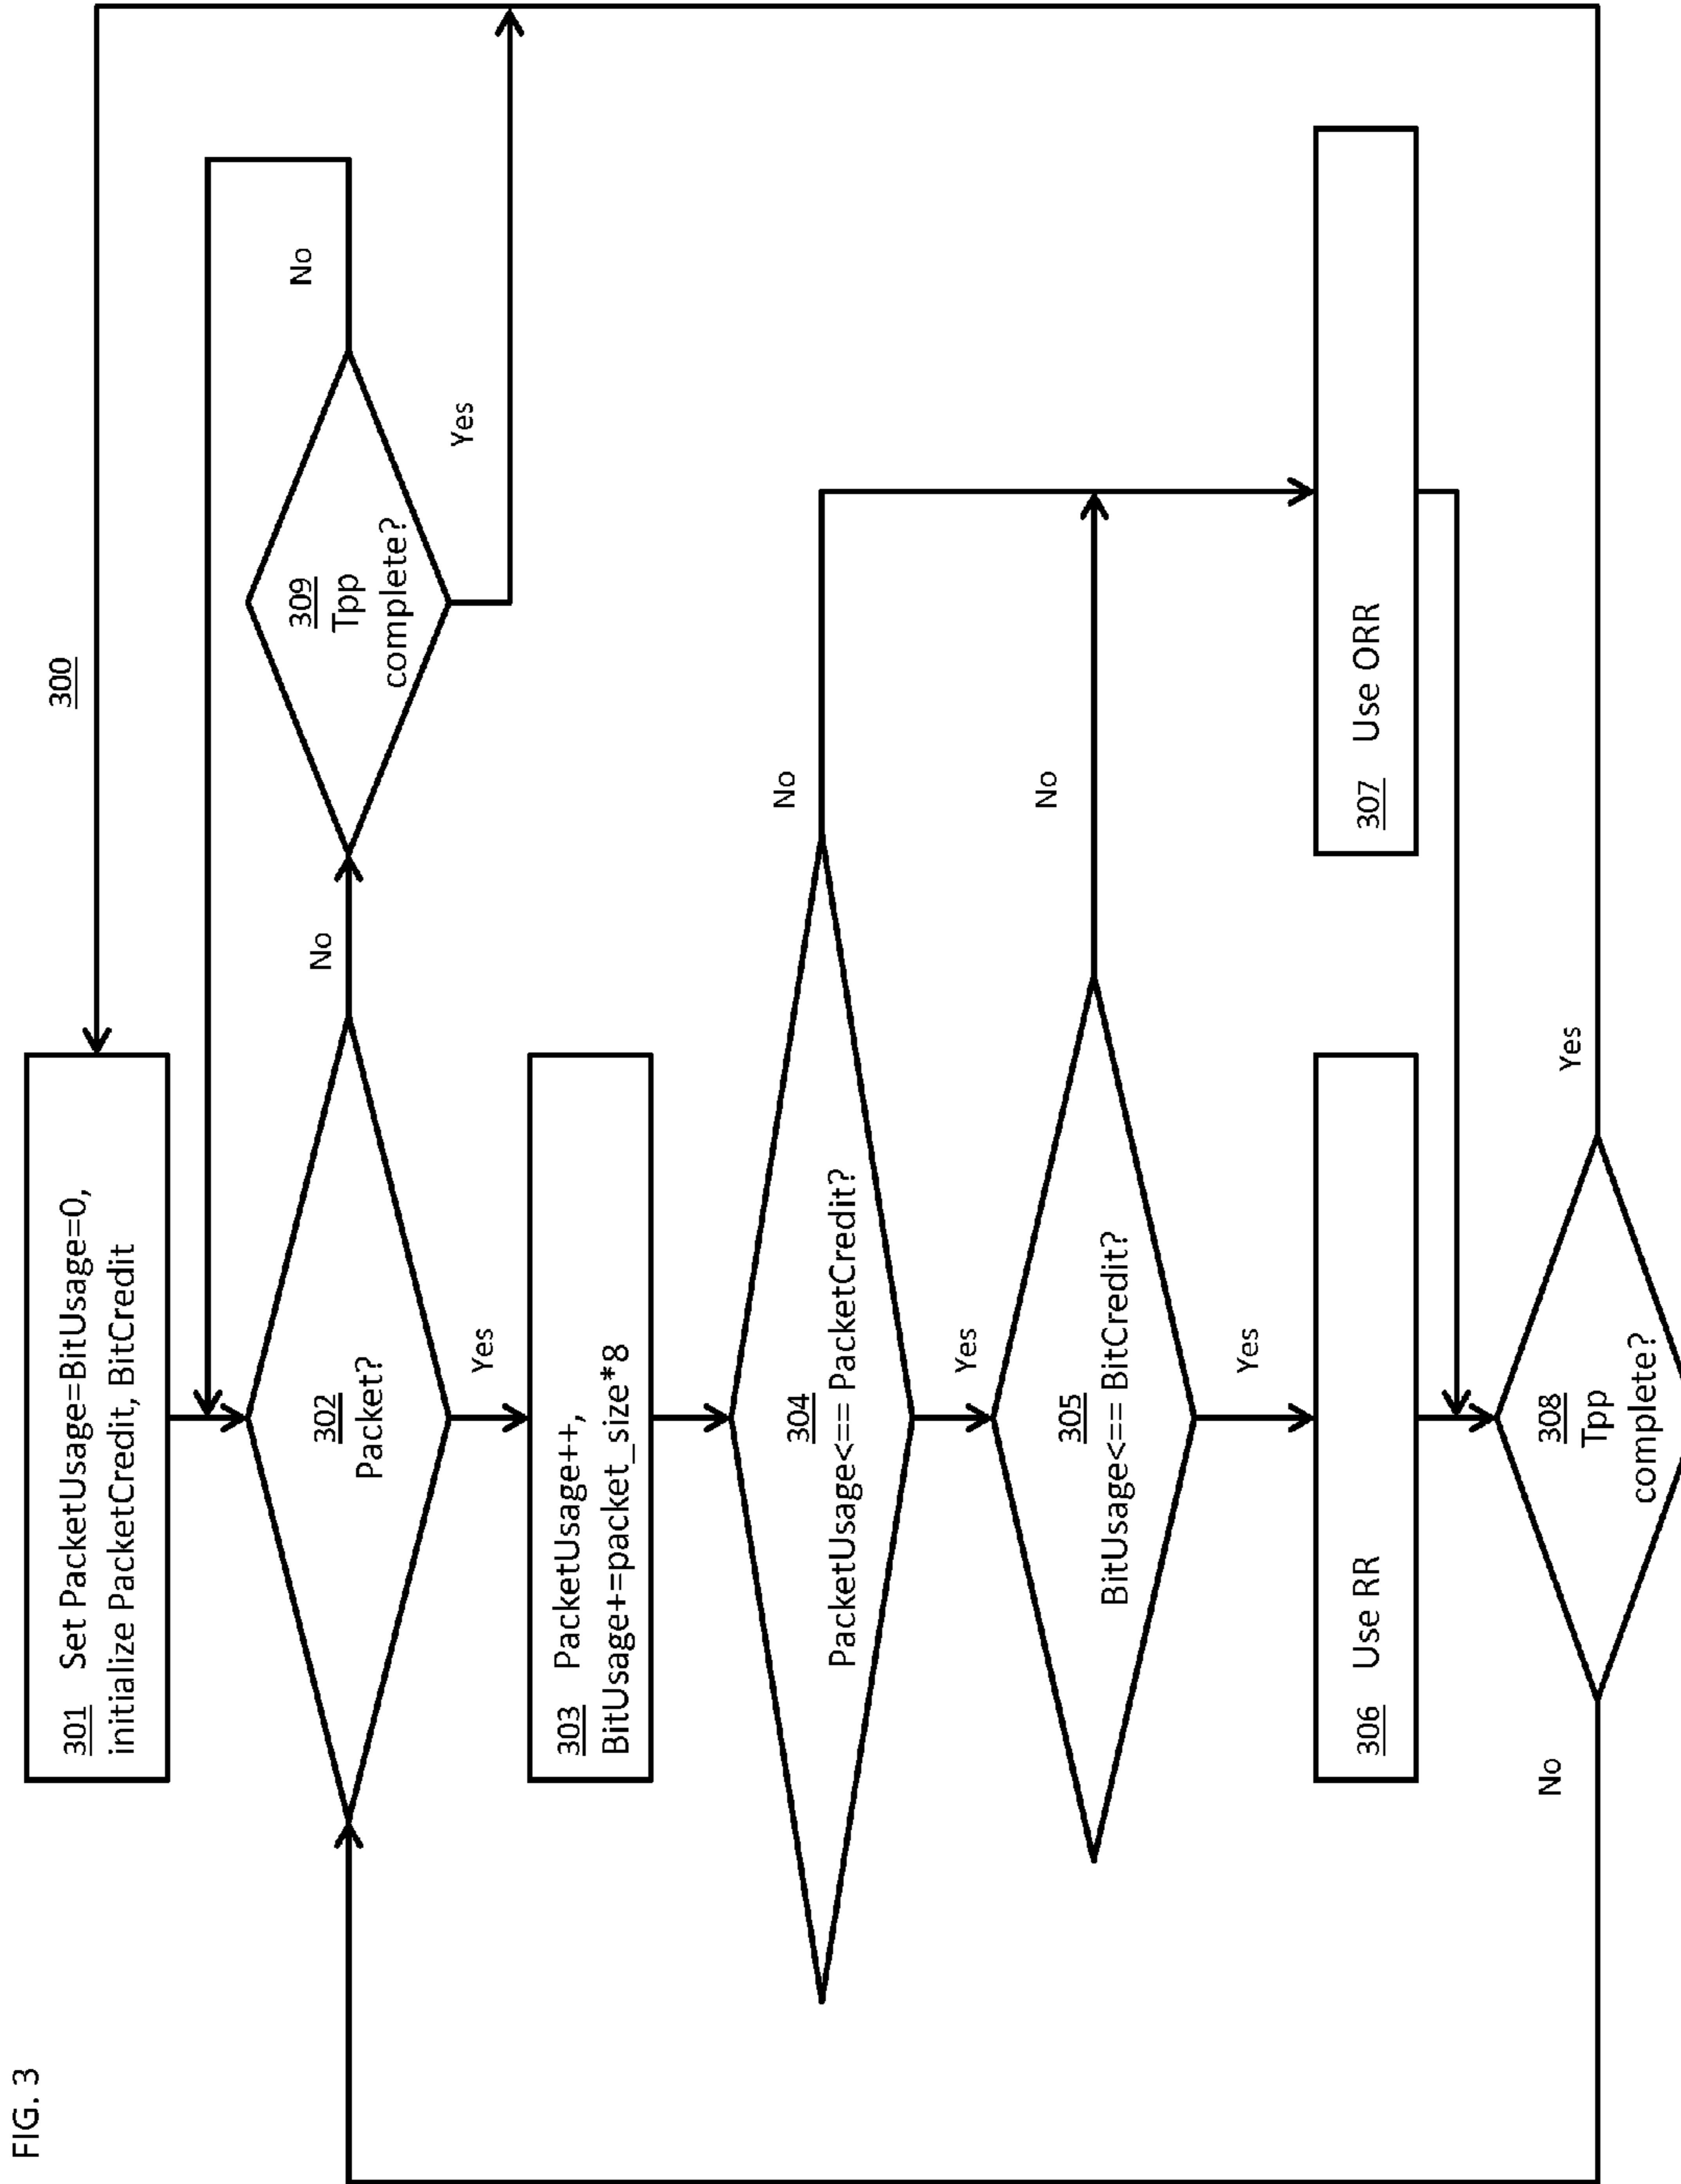 FIG. 3
300
301 Set PacketUsage=BitUsage=0,
initialize PacketCredit, BitCredit
302
Packet?
No
309
Tpp
complete?
No
Yes
Yes
303 PacketUsage++,
BitUsage+=packet_size*8
304
PacketUsage<== PacketCredit?
No
Yes
305
BitUsage<== BitCredit?
No
Yes
306 Use RR
307 Use ORR
308
Tpp
complete?
No
Yes